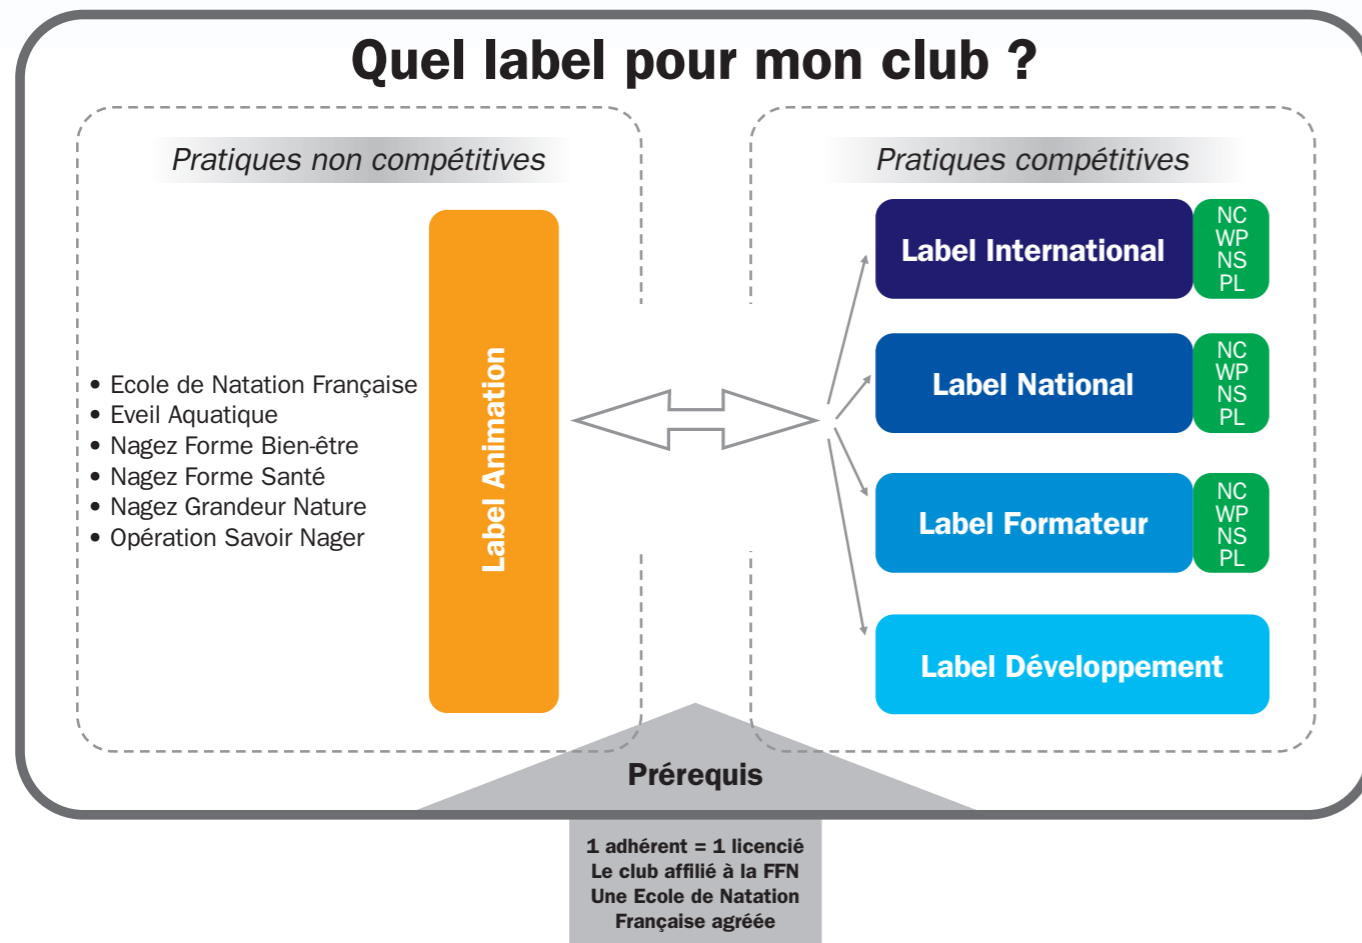 Quel label pour mon club ?
Pratiques non compétitives
• Ecole de Natation Française
• Eveil Aquatique
• Nagez Forme Bien-être
• Nagez Forme Santé
• Nagez Grandeur Nature
• Opération Savoir Nager
Label Animation
Pratiques compétitives
Label International
NC
WP
NS
PL
Label National
NC
WP
NS
PL
Label Formateur
NC
WP
NS
PL
Label Développement
Prérequis
1 adhérent = 1 licencié
Le club affilié à la FFN
Une Ecole de Natation
Française agréée